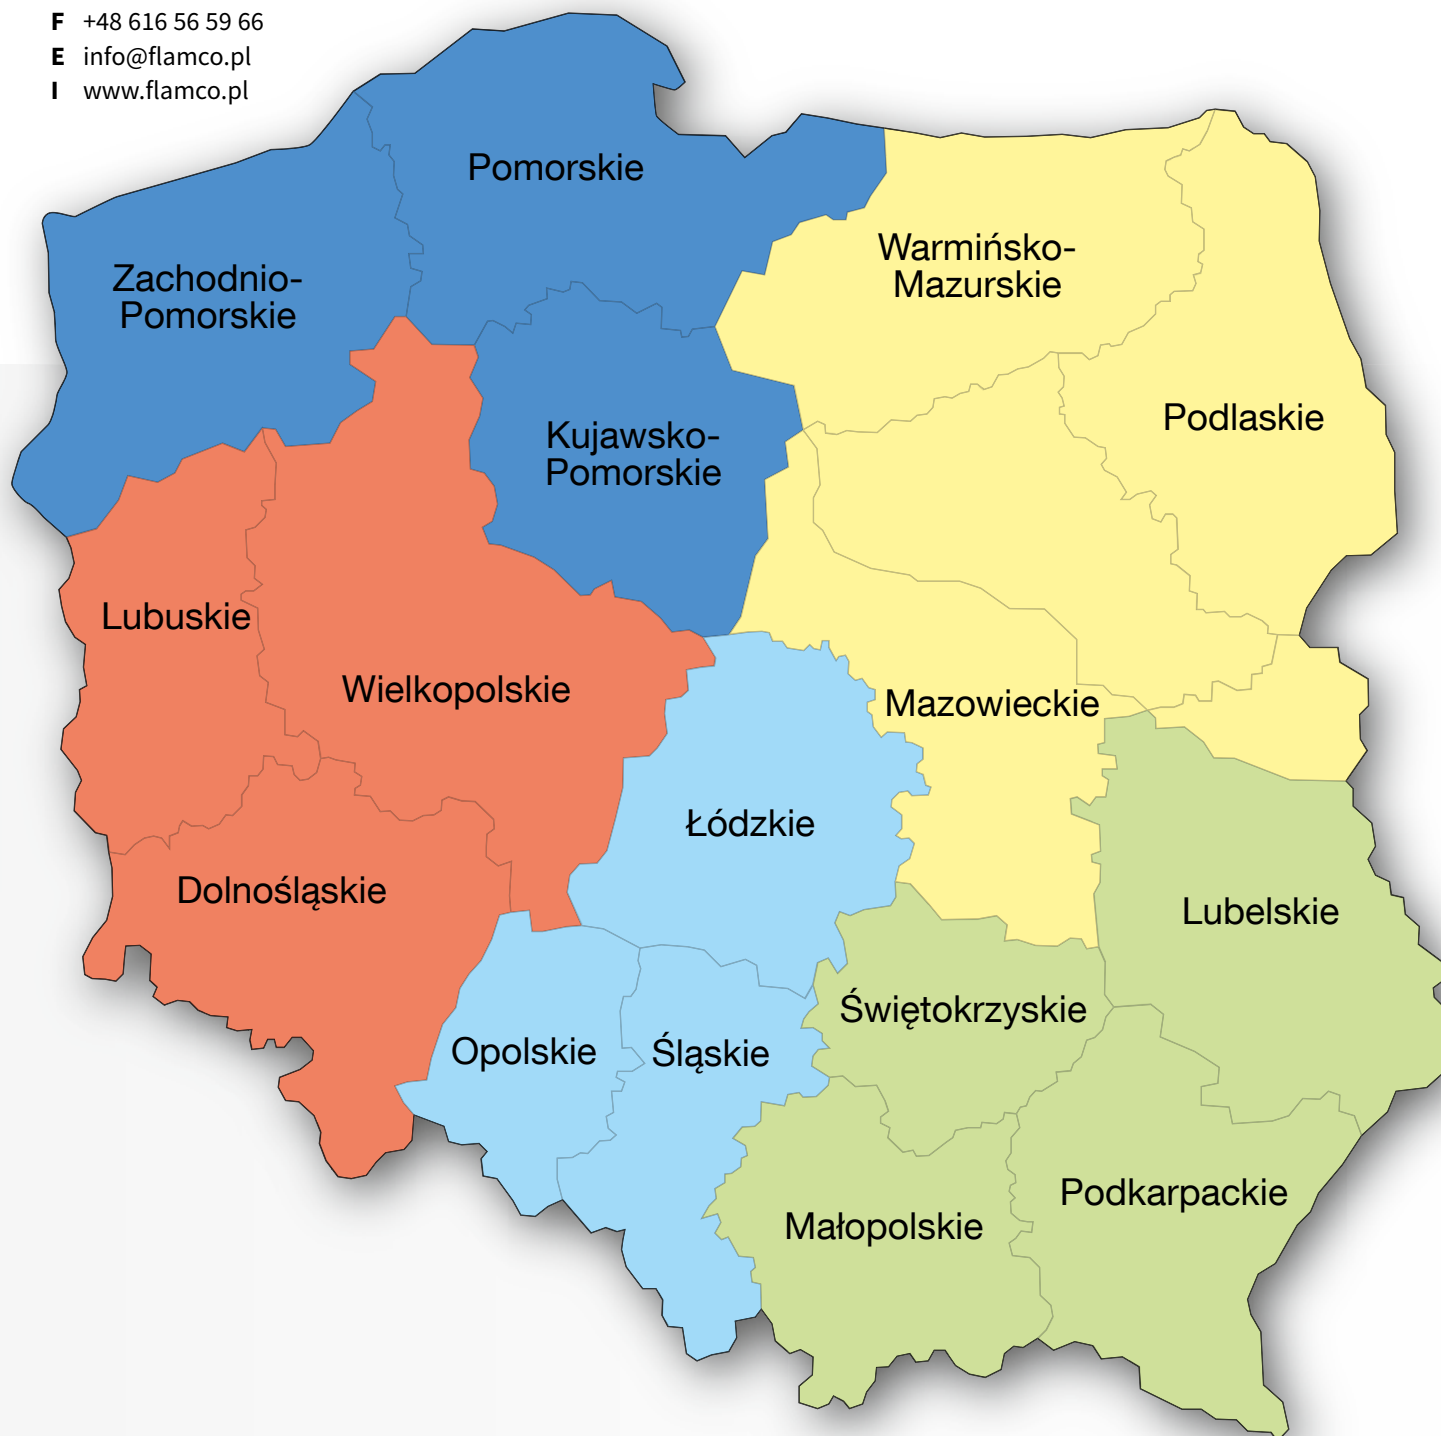 F +48 616 56 59 66
E info@flamco.pl
I www.flamco.pl
Pomorskie
Zachodnio-
Pomorskie
Warmińsko-
Mazurskie
Podlaskie
Kujawsko-
Pomorskie
Lubuskie
Wielkopolskie
Mazowieckie
Łódzkie
Dolnośląskie
Lubelskie
Świętokrzyskie
Opolskie
Śląskie
Podkarpackie
Małopolskie